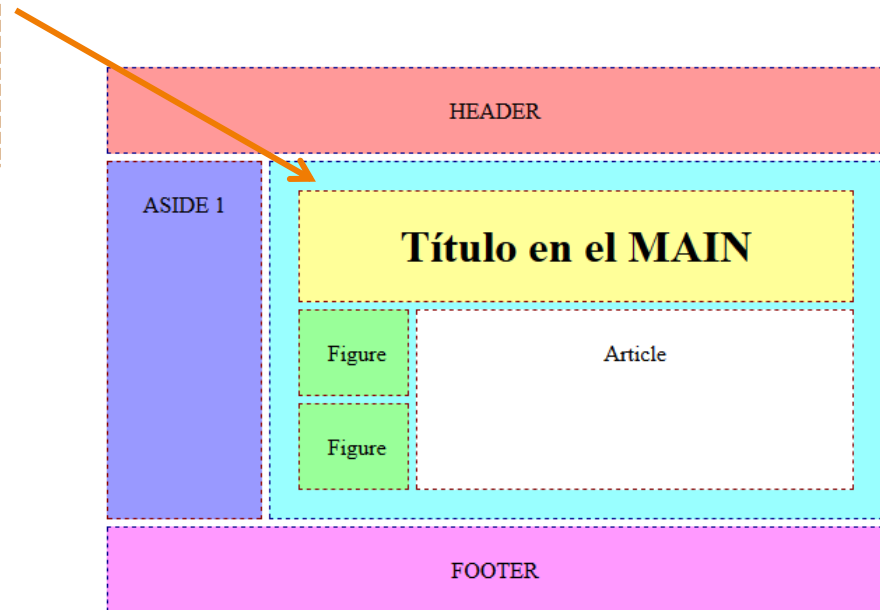 HEADER
ASIDE 1
Título en el MAIN
Figure
Article
Figure
FOOTER